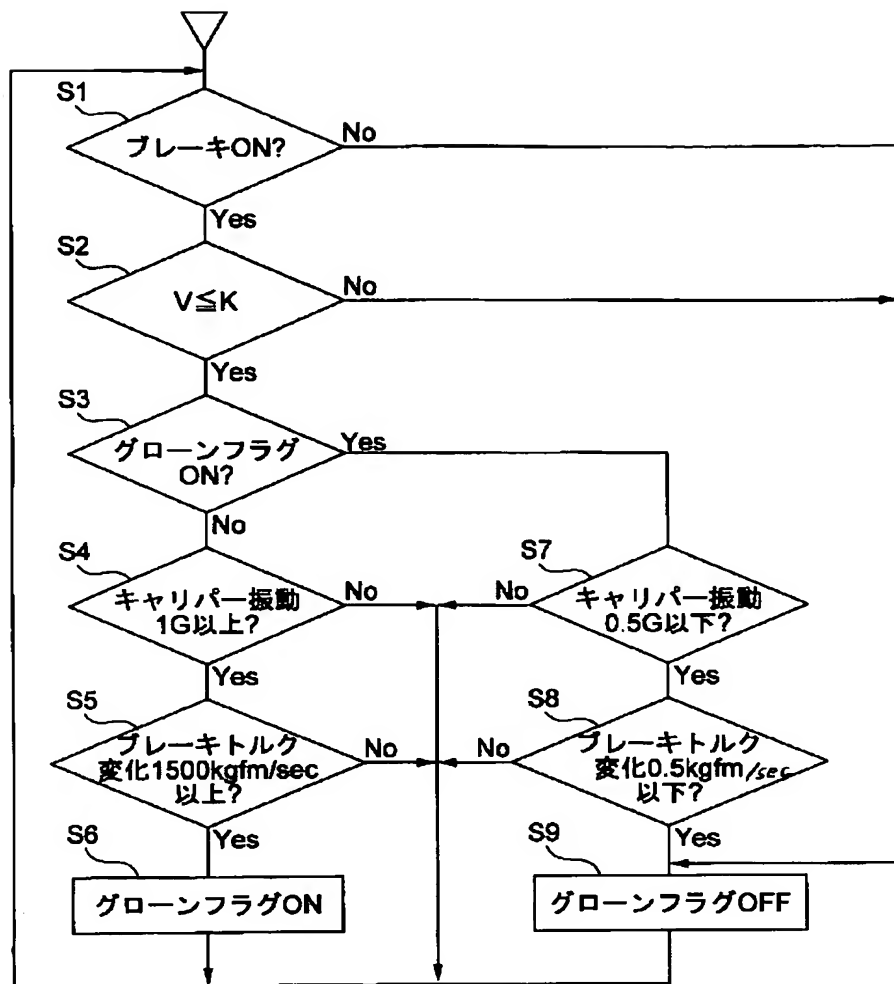 S1
ブレーキON?
No
Yes
S2
V≦K
No
Yes
S3
グローンフラグ
ON?
Yes
No
S4
キャリパー振動
1G以上?
No
Yes
S7
キャリパー振動
0.5G以下?
No
Yes
S5
ブレーキトルク
変化1500kgfm/sec
以上?
No
Yes
S8
ブレーキトルク
変化0.5kgfm/sec
以下?
No
Yes
S6
グローンフラグON
S9
グローンフラグOFF